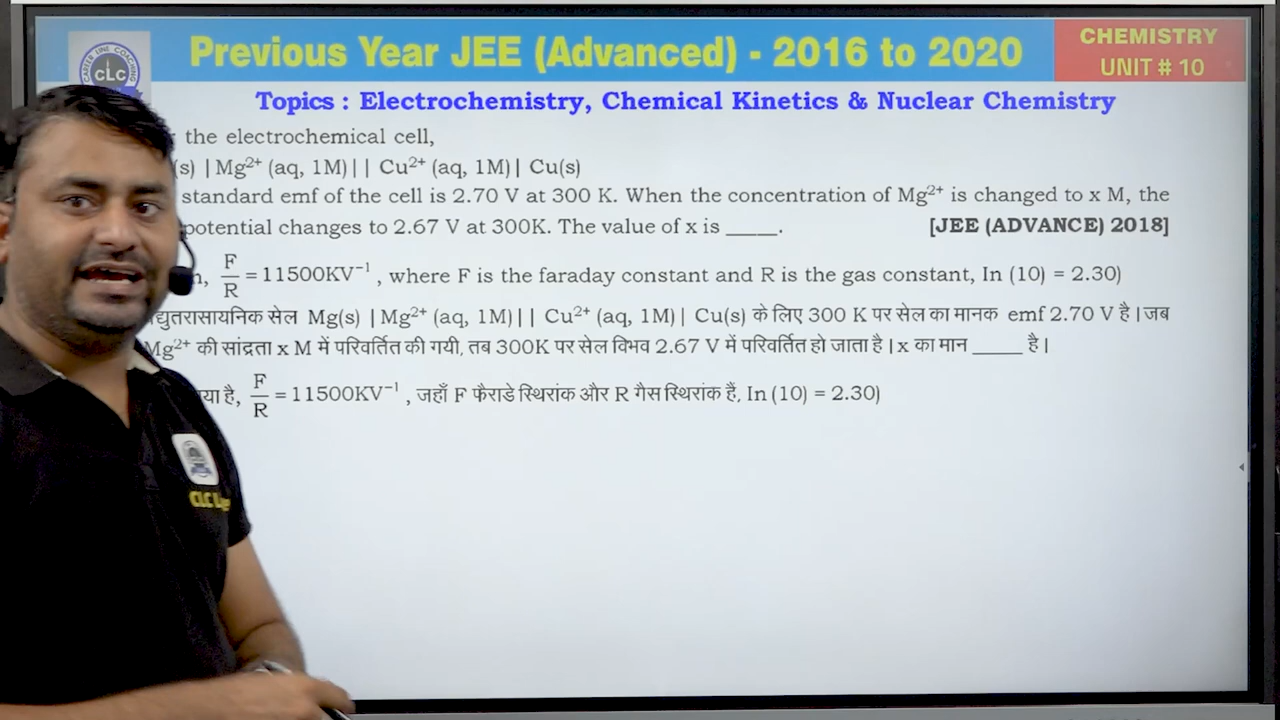 Previous Year JEE (Advanced) - 2016 to 2020
CHEMISTRY
UNIT # 10
CAREER LINE COACHING
CLC
Topics : Electrochemistry, Chemical Kinetics & Nuclear Chemistry
the electrochemical cell,
(s) | Mg²⁺ (aq, 1M) | | Cu²⁺ (aq, 1M) | Cu(s)
standard emf of the cell is 2.70 V at 300 K. When the concentration of Mg²⁺ is changed to x M, the
potential changes to 2.67 V at 300K. The value of x is ____.
[JEE (ADVANCE) 2018]
F/R = 11500KV⁻¹ , where F is the faraday constant and R is the gas constant, In (10) = 2.30)
द्युतरासायनिक सेल Mg(s) | Mg²⁺ (aq, 1M) | | Cu²⁺ (aq, 1M) | Cu(s) के लिए 300 K पर सेल का मानक emf 2.70 V है। जब
Mg²⁺ की सांद्रता x M में परिवर्तित की गयी, तब 300K पर सेल विभव 2.67 V में परिवर्तित हो जाता है। x का मान ____ है।
या है, F/R = 11500KV⁻¹ , जहाँ F फैराडे स्थिरांक और R गैस स्थिरांक हैं, In (10) = 2.30)
CLC